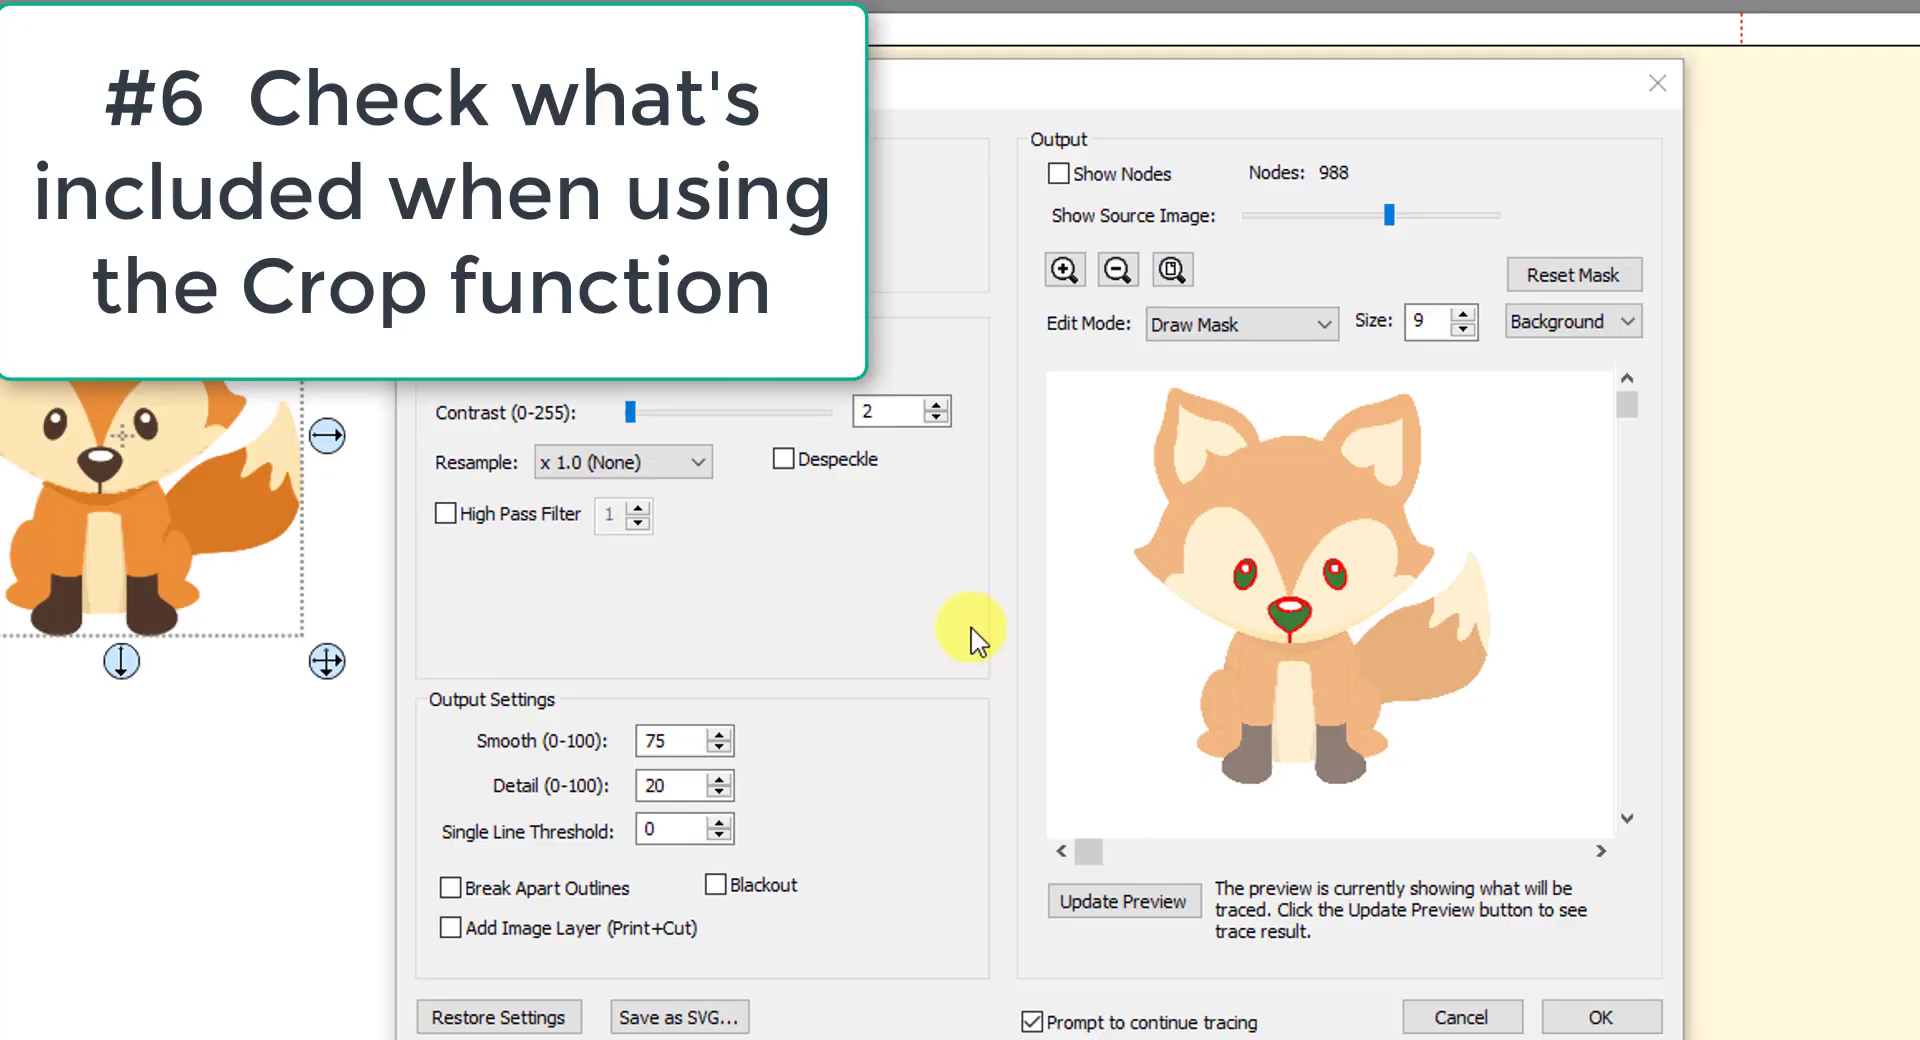 #6 Check what's
included when using
the Crop function
Output
Show Nodes Nodes: 988
Show Source Image:
Reset Mask
Edit Mode: Draw Mask Size: 9 Background
Contrast (0-255): 2
Resample: x 1.0 (None) Despeckle
High Pass Filter 1
Output Settings
Smooth (0-100): 75
Detail (0-100): 20
Single Line Threshold: 0
Break Apart Outlines Blackout
Add Image Layer (Print+Cut)
Update Preview
The preview is currently showing what will be
traced. Click the Update Preview button to see
trace result.
Restore Settings Save as SVG... Prompt to continue tracing Cancel OK